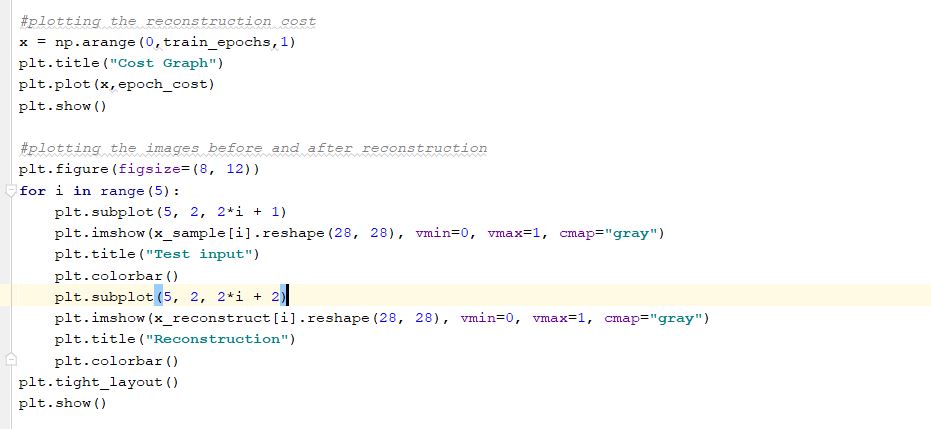 #plotting the reconstruction cost
x = np.arange(0,train_epochs,1)
plt.title("Cost Graph")
plt.plot(x,epoch_cost)
plt.show()

#plotting the images before and after reconstruction
plt.figure(figsize=(8, 12))
for i in range(5):
    plt.subplot(5, 2, 2*i + 1)
    plt.imshow(x_sample[i].reshape(28, 28), vmin=0, vmax=1, cmap="gray")
    plt.title("Test input")
    plt.colorbar()
    plt.subplot(5, 2, 2*i + 2)
    plt.imshow(x_reconstruct[i].reshape(28, 28), vmin=0, vmax=1, cmap="gray")
    plt.title("Reconstruction")
    plt.colorbar()
plt.tight_layout()
plt.show()